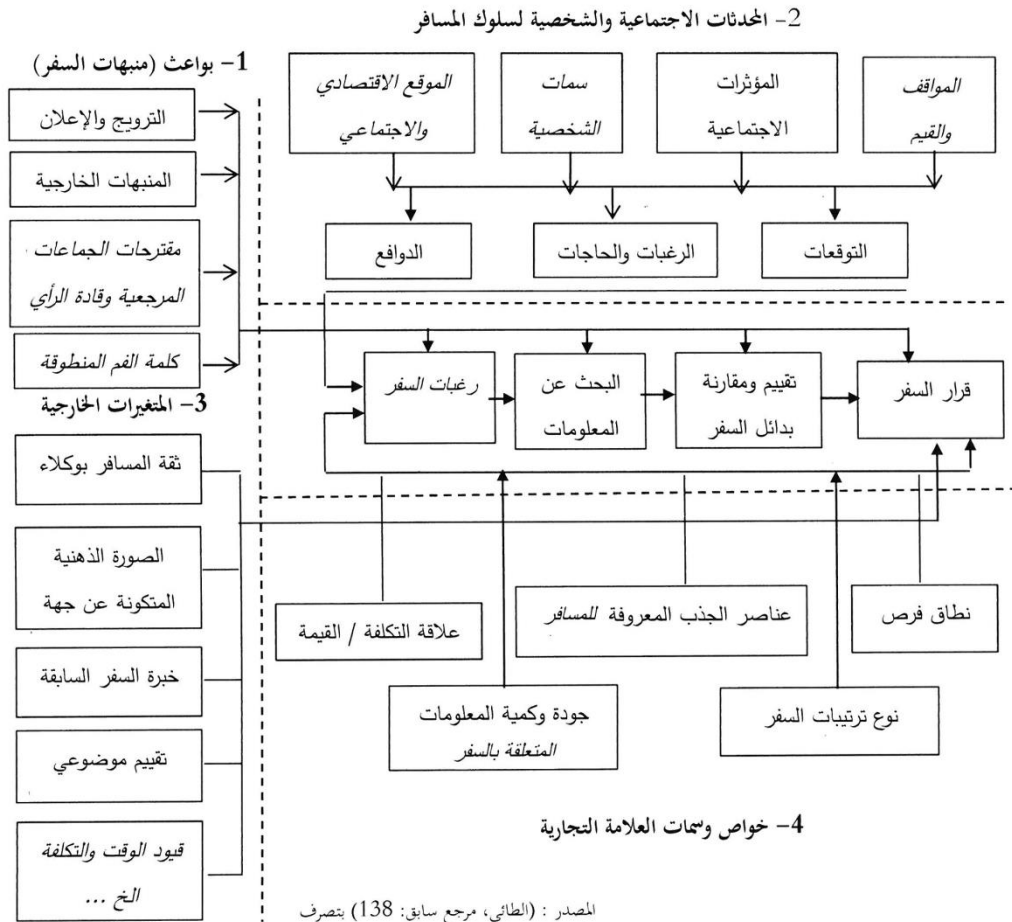 2- المحدثات الاجتماعية والشخصية لسلوك المسافر
1- بواعث (منبهات السفر)
الترويج والإعلان
المنبهات الخارجية
مقترحات الجماعات
المرجعية وقادة الرأي
كلمة الفم المنطوقة
المواقف
والقيم
المؤثرات
الاجتماعية
سمات
الشخصية
الموقع الاقتصادي
والاجتماعي
التوقعات
الرغبات والحاجات
الدوافع
رغبات السفر
البحث عن
المعلومات
تقييم ومقارنة
بدائل السفر
قرار السفر
3- المتغيرات الخارجية
ثقة المسافر بوكلاء
الصورة الذهنية
المتكونة عن جهة
خبرة السفر السابقة
تقييم موضوعي
قيود الوقت والتكلفة
الخ ...
نطاق فرص
عناصر الجذب المعروفة للمسافر
علاقة التكلفة / القيمة
نوع ترتيبات السفر
جودة وكمية المعلومات
المتعلقة بالسفر
4- خواص وسمات العلامة التجارية
المصدر : (الطائي، مرجع سابق: 138) بتصرف